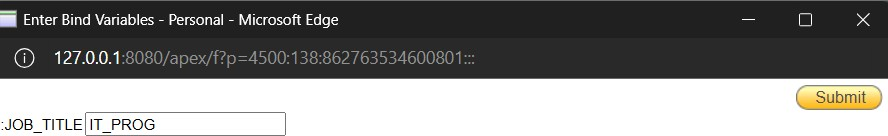 Enter Bind Variables - Personal - Microsoft Edge
127.0.0.1:8080/apex/f?p=4500:138:862763534600801:::
Submit
:JOB_TITLE IT_PROG